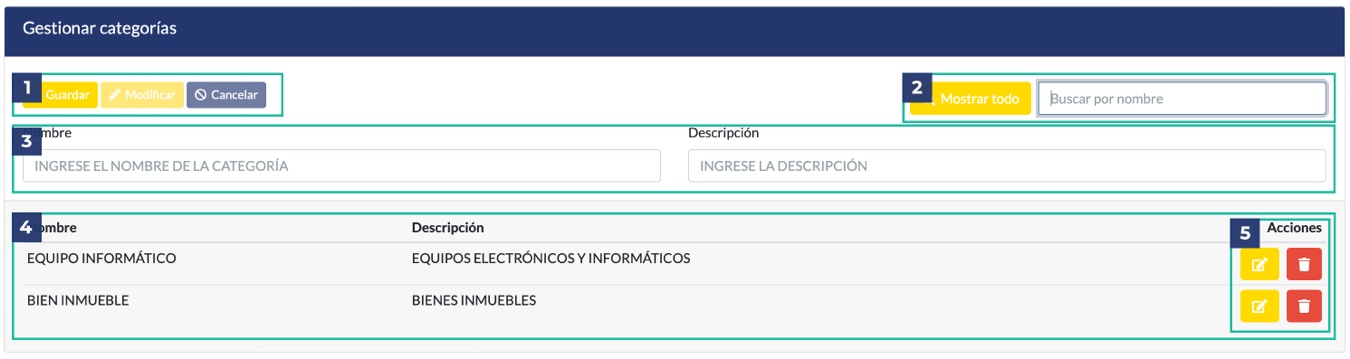 Gestionar categorías
1 Guardar Modificar Cancelar
2 Mostrar todo Buscar por nombre
3 mbre Descripción
INGRESE EL NOMBRE DE LA CATEGORÍA INGRESE LA DESCRIPCIÓN
4 ombre Descripción 5 Acciones
EQUIPO INFORMÁTICO EQUIPOS ELECTRÓNICOS Y INFORMÁTICOS
BIEN INMUEBLE BIENES INMUEBLES